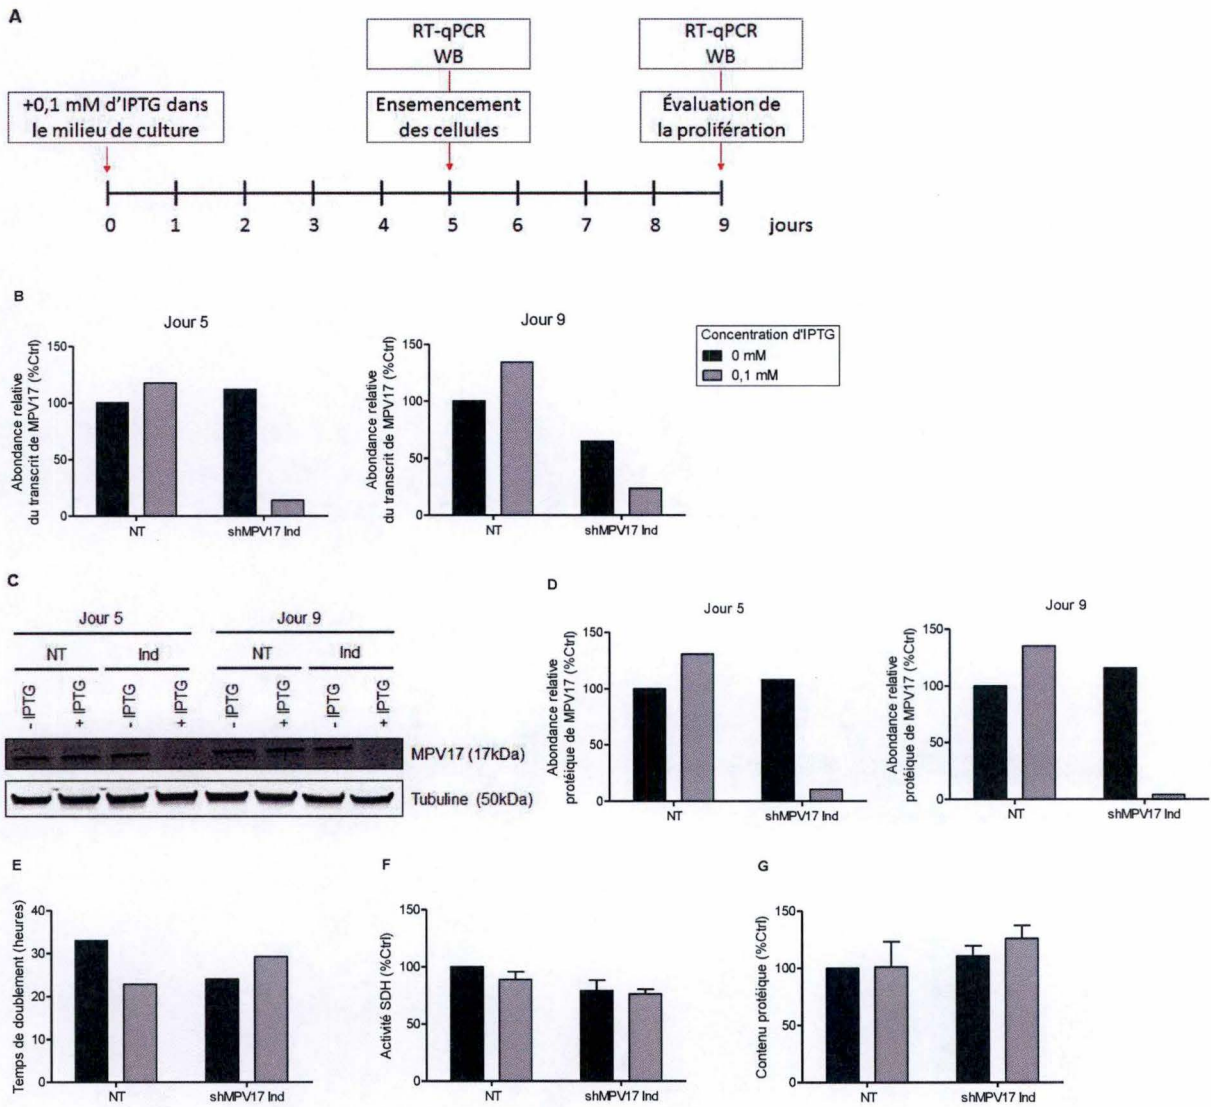 A
RT-qPCR
WB
RT-qPCR
WB
+0,1 mM d'IPTG dans
le milieu de culture
Ensemencement
des cellules
Évaluation de
la prolifération
0 1 2 3 4 5 6 7 8 9 jours
B
Jour 5
Abondance relative
du transcrit de MPV17 (%Ctrl)
150
100
50
0
NT shMPV17 Ind
Jour 9
Abondance relative
du transcrit de MPV17 (%Ctrl)
150
100
50
0
NT shMPV17 Ind
Concentration d'IPTG
0 mM
0,1 mM
C
Jour 5 Jour 9
NT Ind NT Ind
- IPTG + IPTG - IPTG + IPTG - IPTG + IPTG - IPTG + IPTG
MPV17 (17kDa)
Tubuline (50kDa)
D
Jour 5
Abondance relative
protéique de MPV17 (%Ctrl)
150
100
50
0
NT shMPV17 Ind
Jour 9
Abondance relative
protéique de MPV17 (%Ctrl)
150
100
50
0
NT shMPV17 Ind
E
Temps de doublement (heures)
40
30
20
10
0
NT shMPV17 Ind
F
Activité SDH (%Ctrl)
150
100
50
0
NT shMPV17 Ind
G
Contenu protéique (%Ctrl)
150
100
50
0
NT shMPV17 Ind